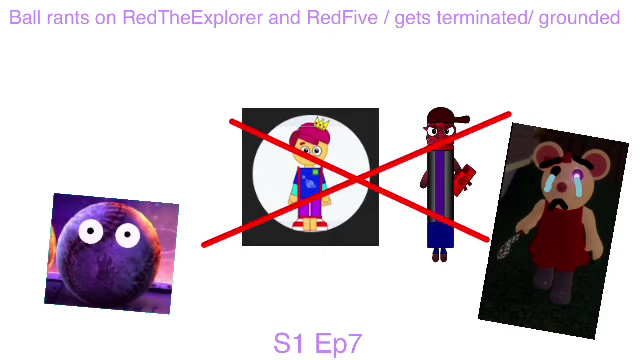 Ball rants on RedTheExplorer and RedFive / gets terminated/ grounded
S1 Ep7